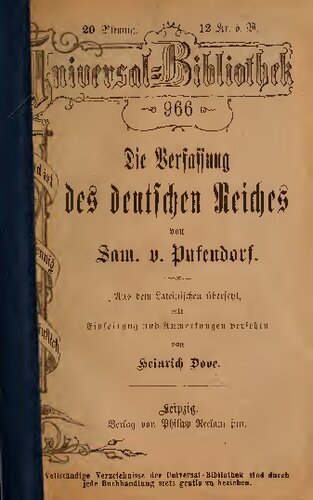 20 Pfennig. 12 Kr. ö. W.
Universal-Bibliothek
966
Die Verfassung
des deutschen Reiches
von
Sam. v. Pufendorf.
Aus dem Lateinischen übersetzt,
mit
Einleitung und Anmerkungen versehen
von
Heinrich Dove.
Leipzig.
Verlag von Philipp Reclam jun.
Vollständige Verzeichnisse der Universal-Bibliothek sind durch
jede Buchhandlung stets gratis zu beziehen.